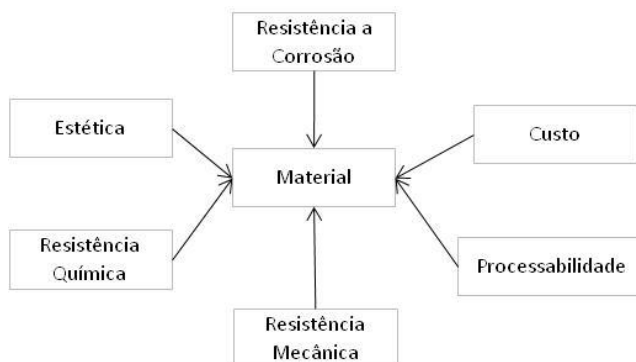 Resistência a
Corrosão
Estética
Custo
Material
Resistência
Química
Processabilidade
Resistência
Mecânica